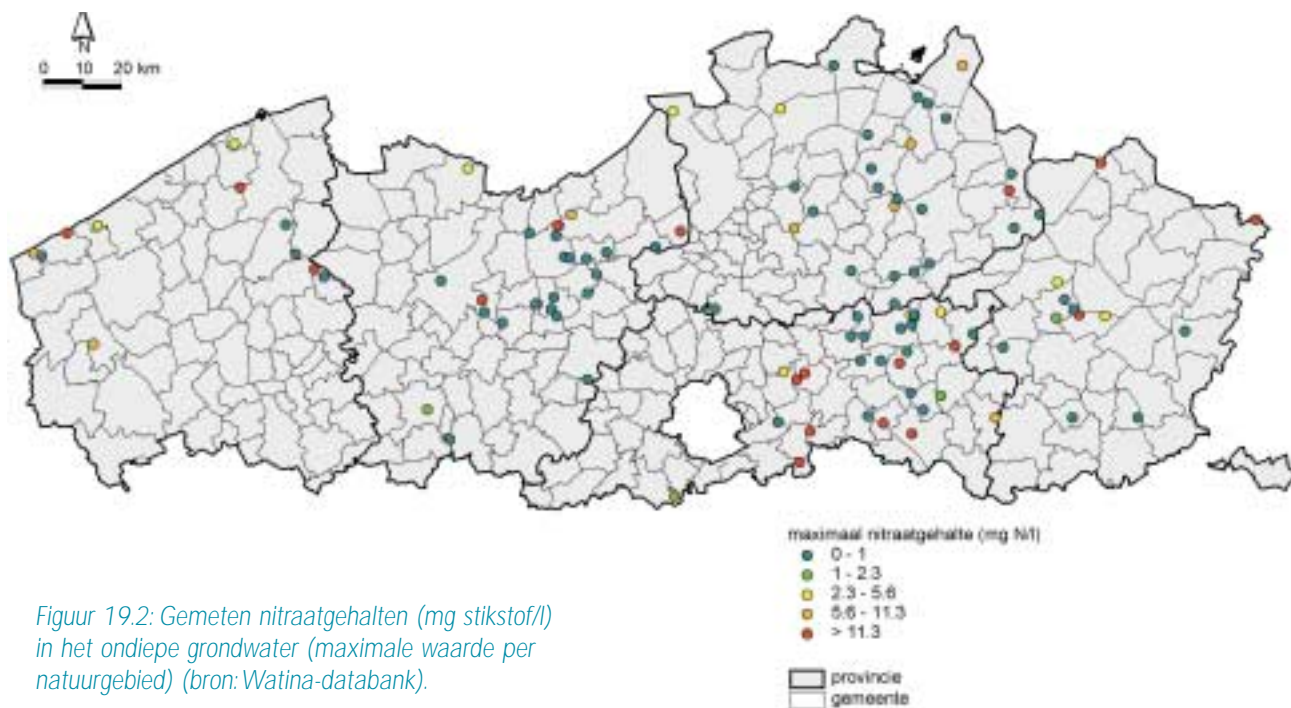 N
0 10 20 km
maximaal nitraatgehalte (mg N/l)
0 - 1
1 - 2.3
2.3 - 5.6
5.6 - 11.3
> 11.3
provincie
gemeente
Figuur 19.2: Gemeten nitraatgehalten (mg stikstof/l)
in het ondiepe grondwater (maximale waarde per
natuurgebied) (bron: Watina-databank).